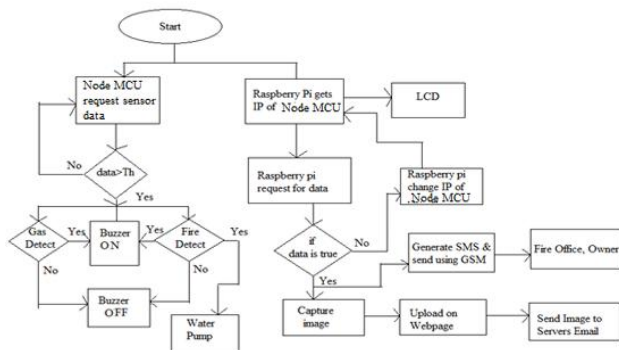 Start
Node MCU
request sensor
data
Raspberry Pi gets
IP of Node MCU
LCD
No
data>Th
Yes
Raspberry pi
request for data
Raspberry pi
change IP of
Node MCU
Gas
Detect
Yes
Buzzer
ON
Yes
Fire
Detect
Yes
No
No
Buzzer
OFF
Water
Pump
if
data is true
No
Yes
Generate SMS &
send using GSM
Fire Office, Owner
Capture
image
Upload on
Webpage
Send Image to
Servers Email